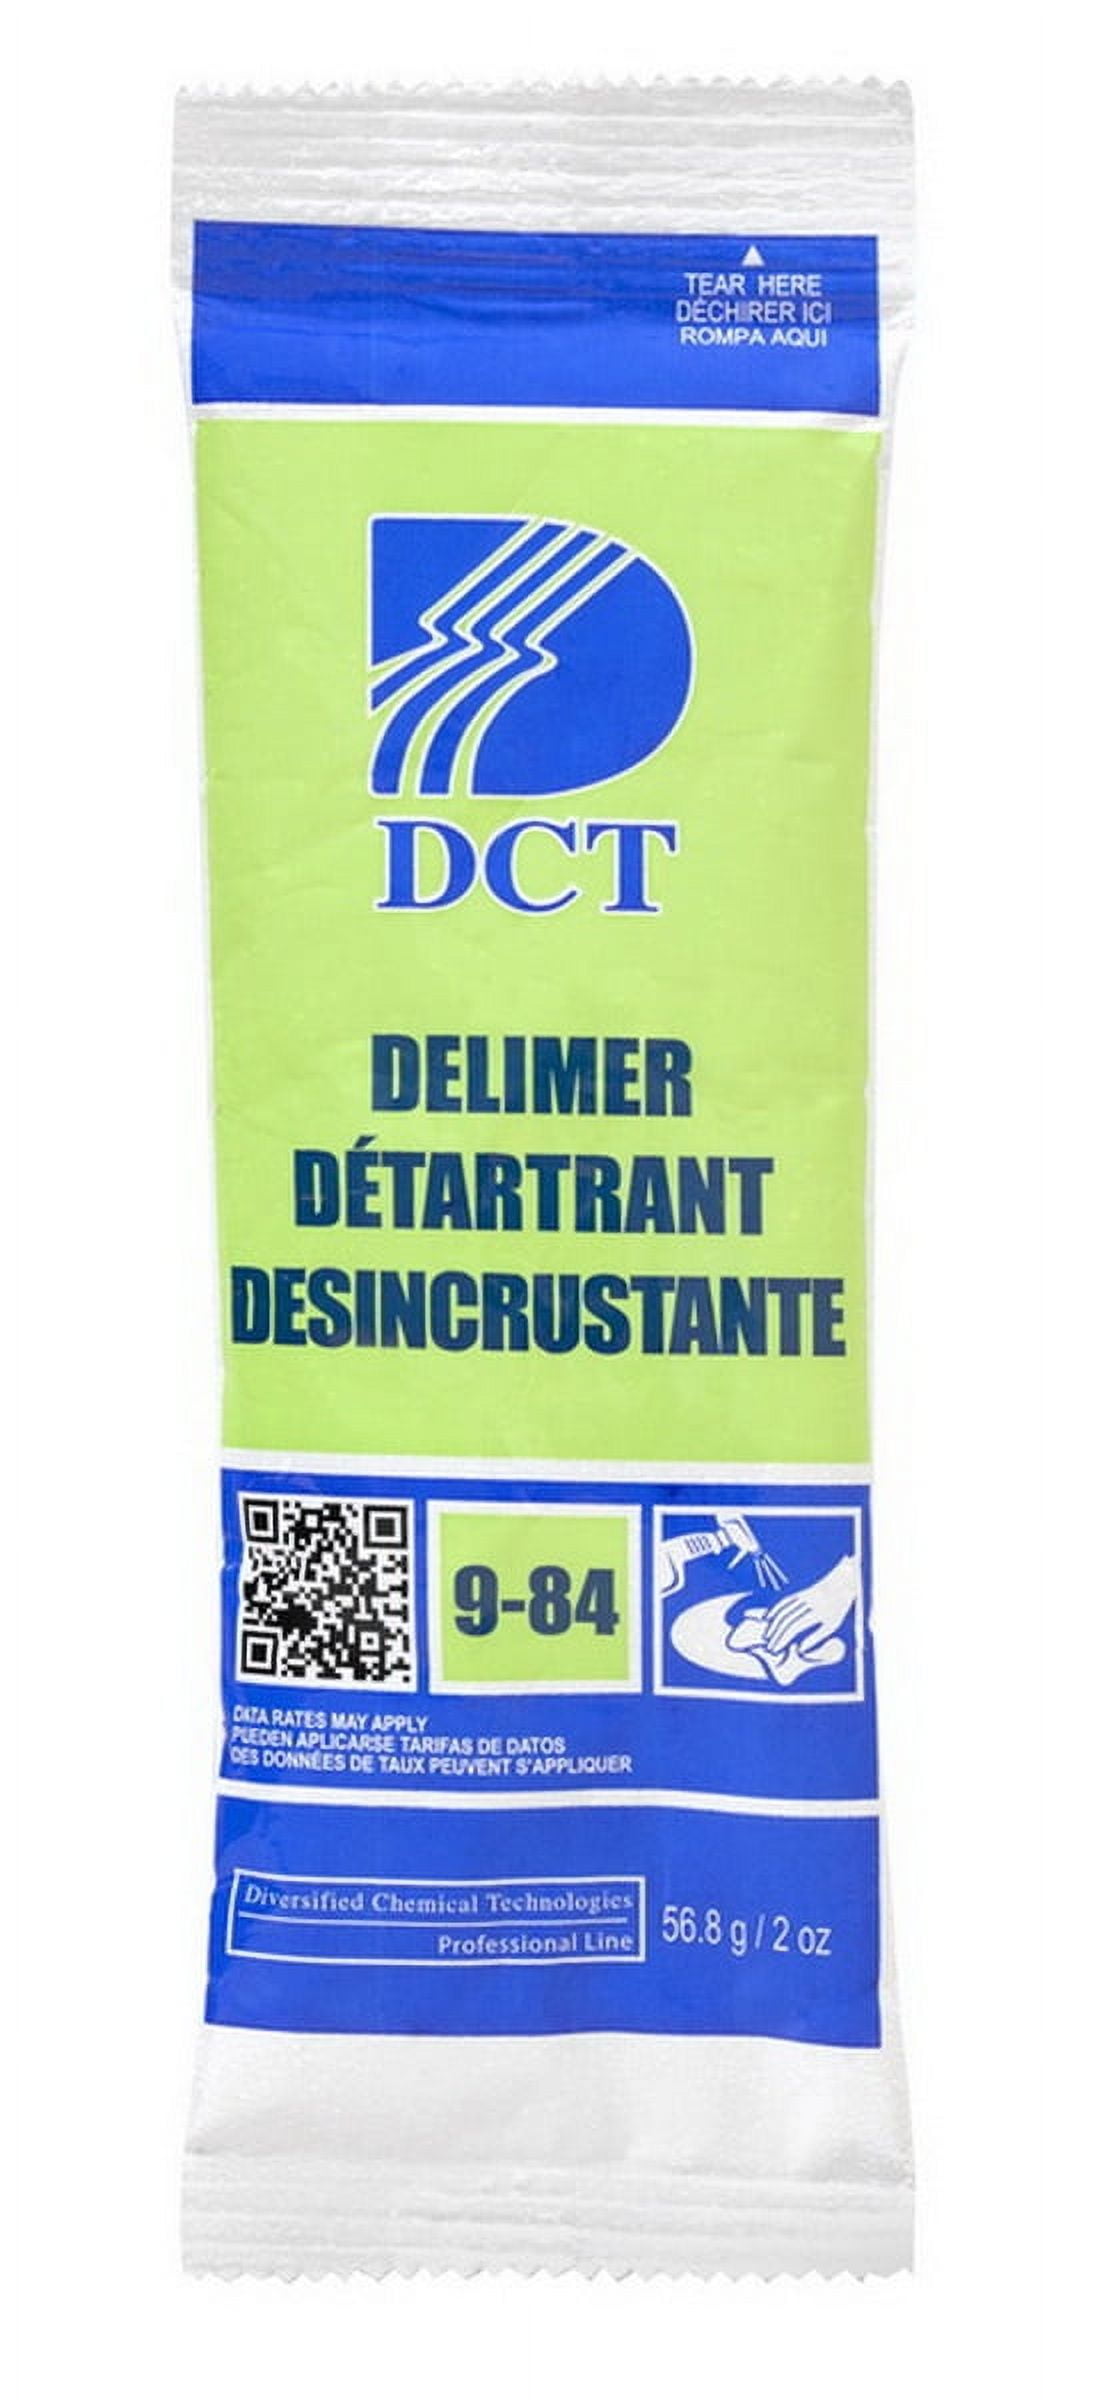 TEAR HERE
DÉCHIRER ICI
ROMPA AQUI
DCT
DELIMER
DÉTARTRANT
DESINCRUSTANTE
9-84
DATA RATES MAY APPLY
PUEDEN APLICARSE TARIFAS DE DATOS
DES DONNÉES DE TAUX PEUVENT S'APPLIQUER
Diversified Chemical Technologies
Professional Line
56.8 g / 2 oz